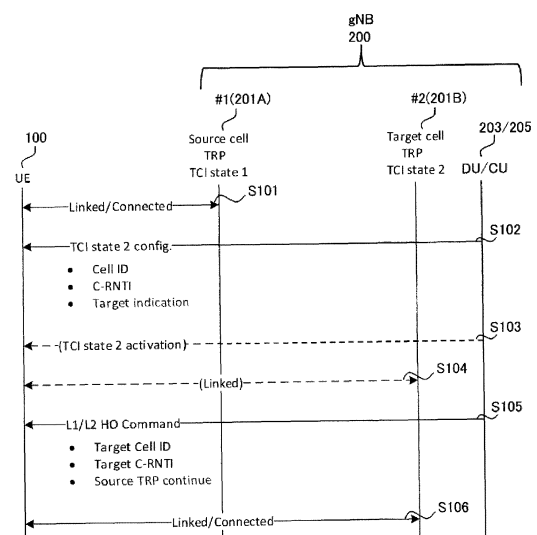 gNB
200
#1(201A)
#2(201B)
100
203/205
Source cell
TRP
TCI state 1
Target cell
TRP
TCI state 2
UE
DU/CU
S101
Linked/Connected
S102
TCI state 2 config.
• Cell ID
• C-RNTI
• Target indication
S103
(TCI state 2 activation)
S104
(Linked)
S105
L1/L2 HO Command
• Target Cell ID
• Target C-RNTI
• Source TRP continue
S106
Linked/Connected